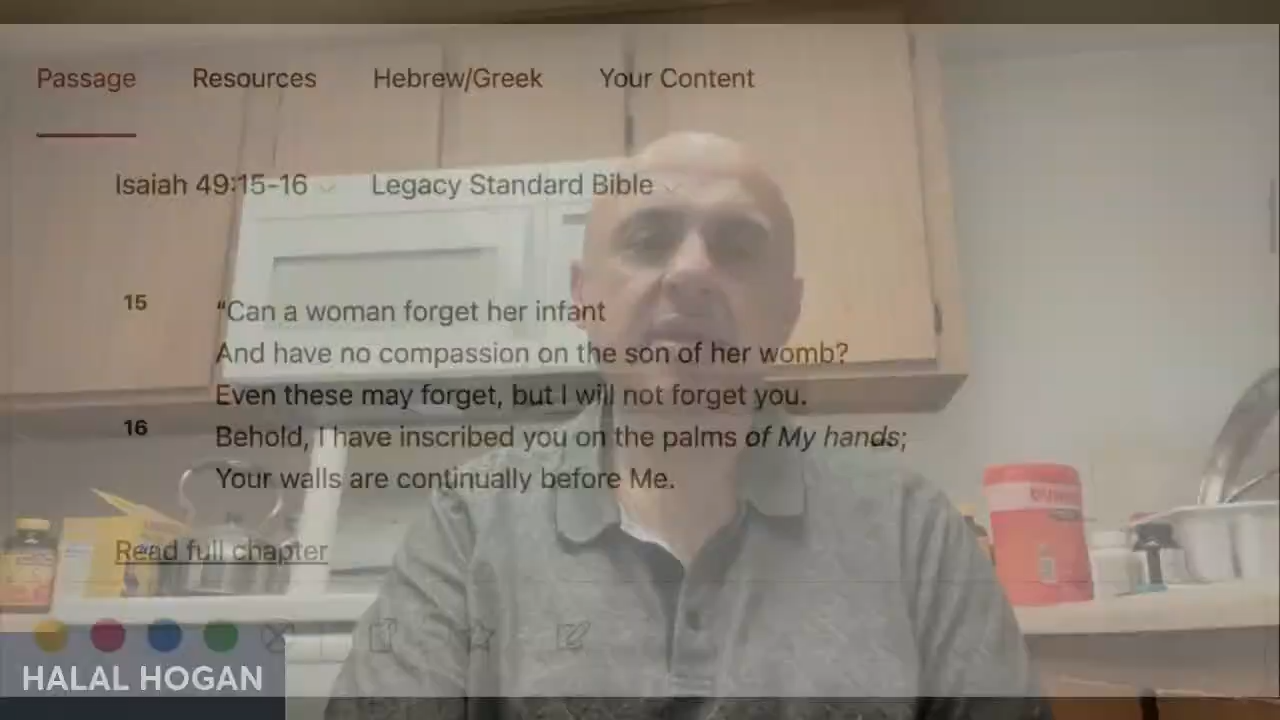 Passage Resources Hebrew/Greek Your Content
Isaiah 49:15-16 Legacy Standard Bible
15 “Can a woman forget her infant
And have no compassion on the son of her womb?
Even these may forget, but I will not forget you.
16 Behold, I have inscribed you on the palms of My hands;
Your walls are continually before Me.
Read full chapter
HALAL HOGAN